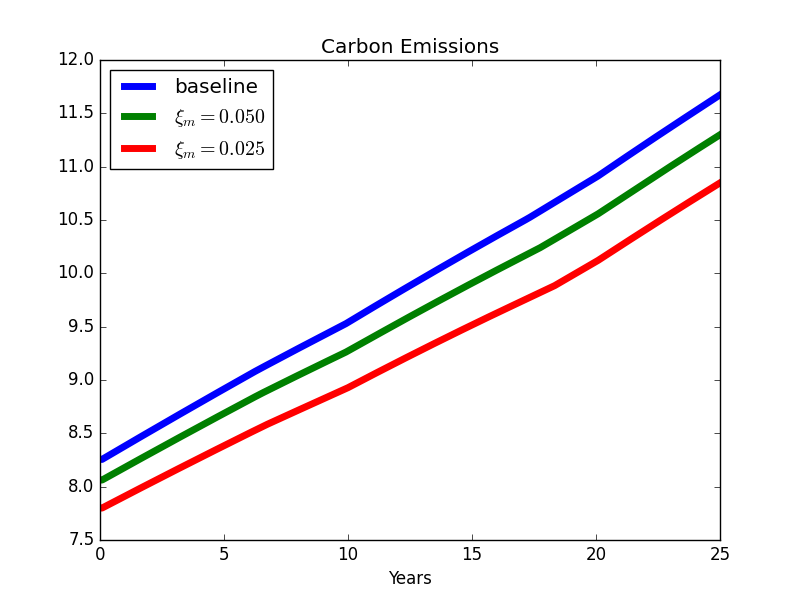 Carbon Emissions
12.0
11.5
11.0
10.5
10.0
9.5
9.0
8.5
8.0
7.5
baseline
ξₘ = 0.050
ξₘ = 0.025
0 5 10 15 20 25
Years